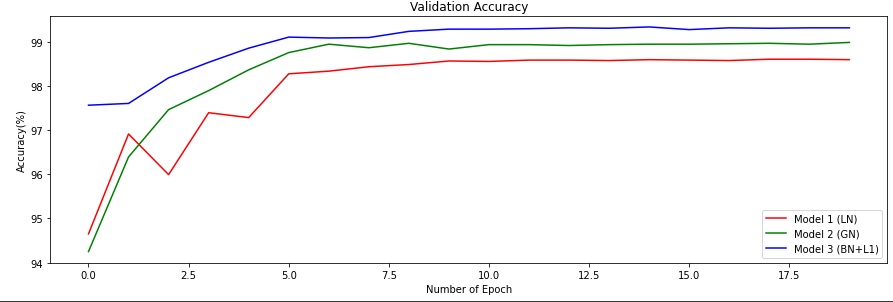 Validation Accuracy
Accuracy(%)
99
98
97
96
95
94
0.0 2.5 5.0 7.5 10.0 12.5 15.0 17.5
Number of Epoch
Model 1 (LN)
Model 2 (GN)
Model 3 (BN+L1)